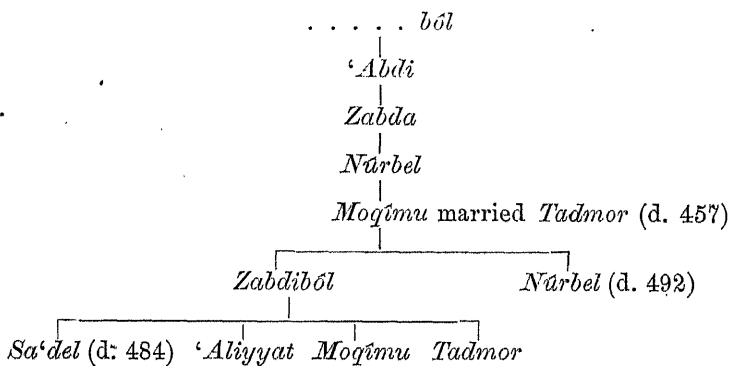 . . . . . bôl
‘Abdi
Zabda
Nûrbel
Moqîmu married Tadmor (d. 457)
Zabdibôl Nûrbel (d. 492)
Sa‘del (d. 484) ‘Aliyyat Moqîmu Tadmor